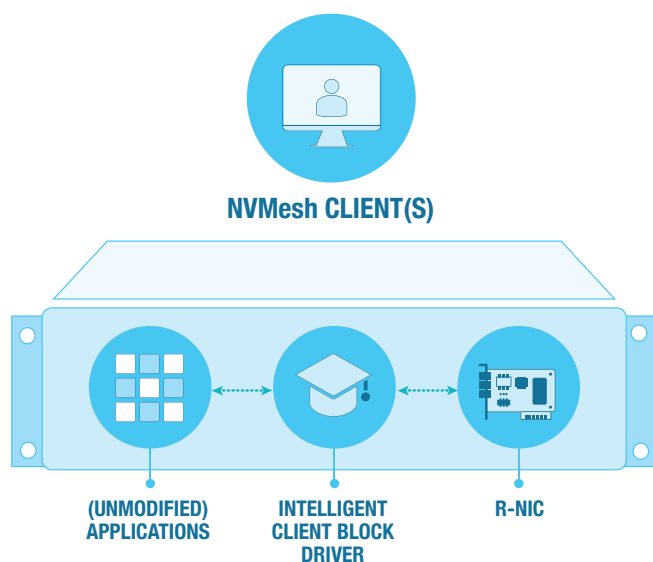 NVMesh CLIENT(S)
(UNMODIFIED)
APPLICATIONS
INTELLIGENT
CLIENT BLOCK
DRIVER
R-NIC